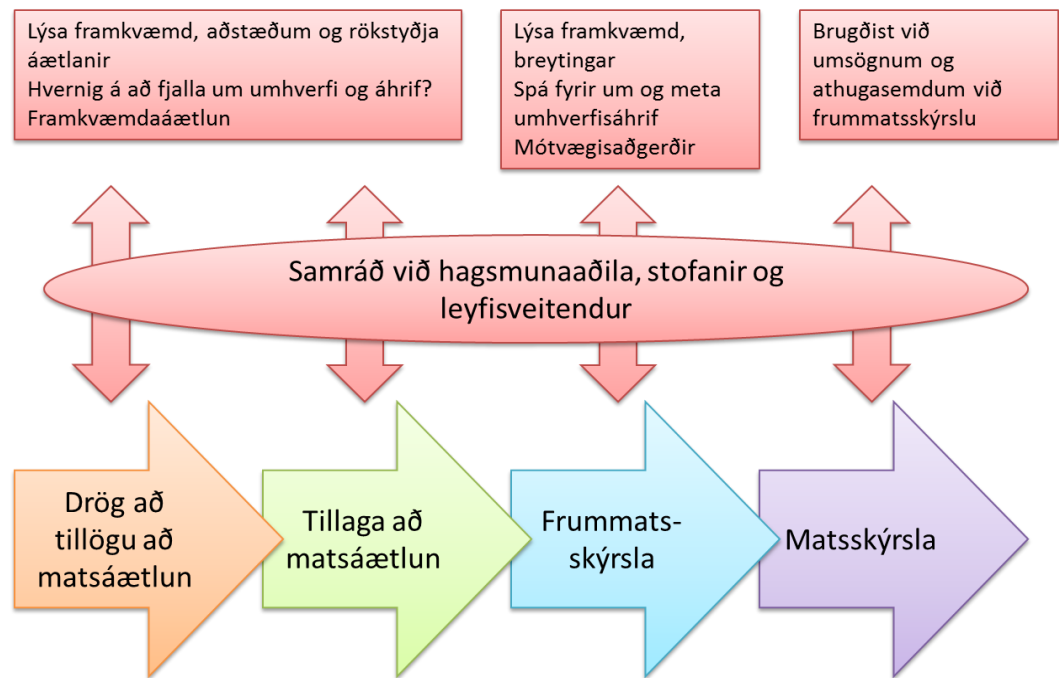 Lýsa framkvæmd, aðstæðum og rökstyðja
áætlanir
Hvernig á að fjalla um umhverfi og áhrif?
Framkvæmdaáætlun
Lýsa framkvæmd,
breytingar
Spá fyrir um og meta
umhverfisáhrif
Mótvægisaðgerðir
Brugðist við
umsögnum og
athugasemdum við
frummatsskýrslu
Samráð við hagsmunaaðila, stofanir og
leyfisveitendur
Drög að
tillögu að
matsáætlun
Tillaga að
matsáætlun
Frummats-
skýrsla
Matsskýrsla